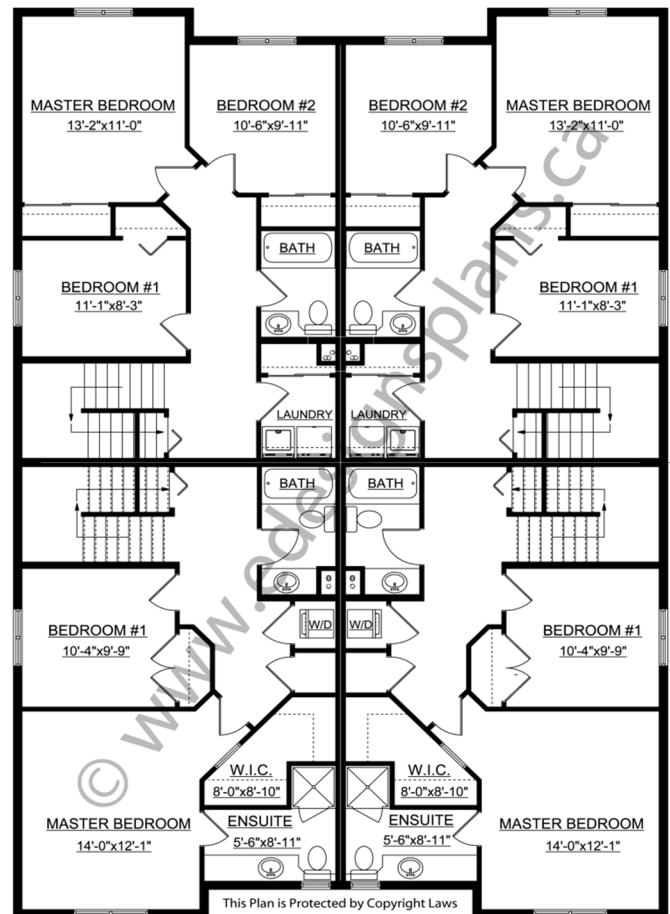 MASTER BEDROOM
13'-2"x11'-0"
BEDROOM #2
10'-6"x9'-11"
BEDROOM #2
10'-6"x9'-11"
MASTER BEDROOM
13'-2"x11'-0"
BATH
BATH
BEDROOM #1
11'-1"x8'-3"
BEDROOM #1
11'-1"x8'-3"
LAUNDRY
LAUNDRY
BATH
BATH
W/D
W/D
BEDROOM #1
10'-4"x9'-9"
BEDROOM #1
10'-4"x9'-9"
W.I.C.
8'-0"x8'-10"
W.I.C.
8'-0"x8'-10"
MASTER BEDROOM
14'-0"x12'-1"
ENSUITE
5'-6"x8'-11"
ENSUITE
5'-6"x8'-11"
MASTER BEDROOM
14'-0"x12'-1"
This Plan is Protected by Copyright Laws
© www.edesignsplans.ca